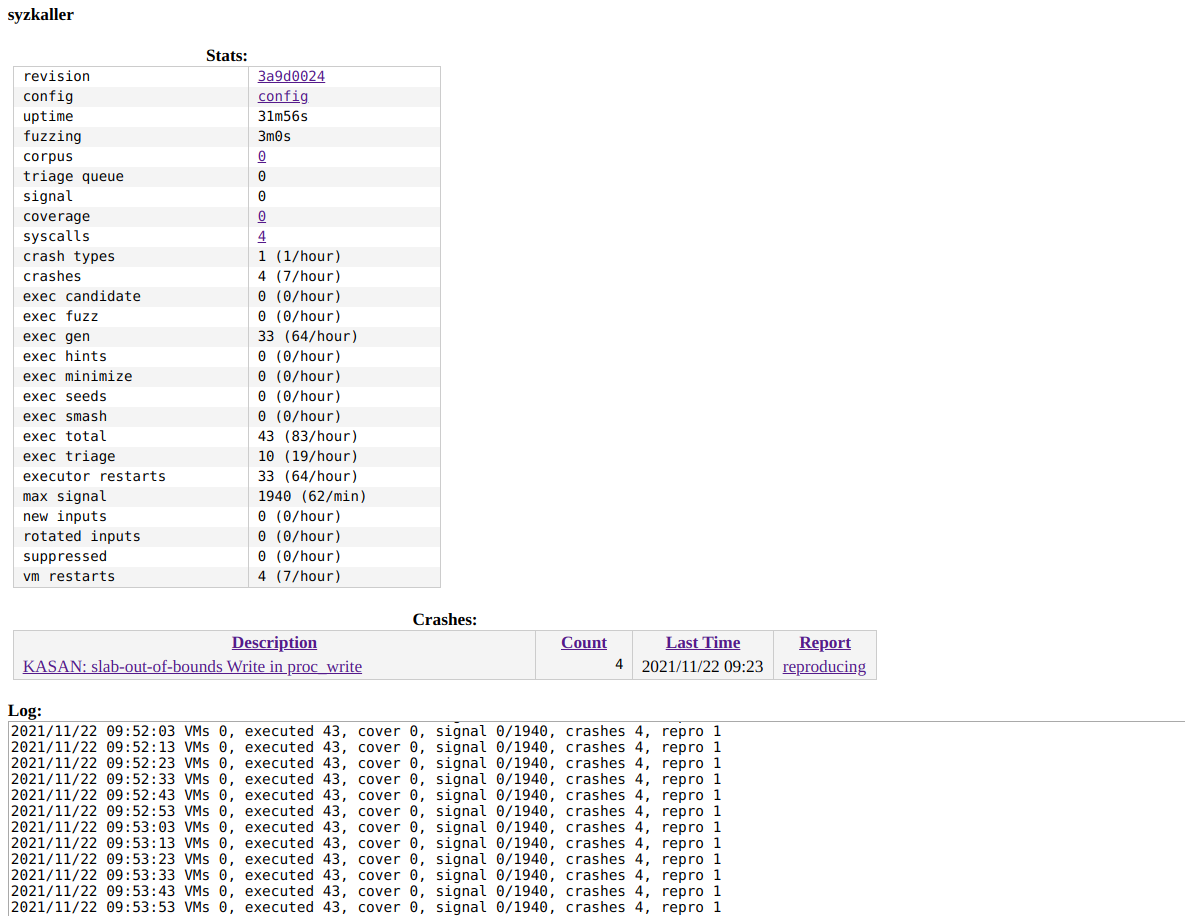 syzkaller
Stats:
revision 3a9d0024
config config
uptime 31m56s
fuzzing 3m0s
corpus 0
triage queue 0
signal 0
coverage 0
syscalls 4
crash types 1 (1/hour)
crashes 4 (7/hour)
exec candidate 0 (0/hour)
exec fuzz 0 (0/hour)
exec gen 33 (64/hour)
exec hints 0 (0/hour)
exec minimize 0 (0/hour)
exec seeds 0 (0/hour)
exec smash 0 (0/hour)
exec total 43 (83/hour)
exec triage 10 (19/hour)
executor restarts 33 (64/hour)
max signal 1940 (62/min)
new inputs 0 (0/hour)
rotated inputs 0 (0/hour)
suppressed 0 (0/hour)
vm restarts 4 (7/hour)
Crashes:
Description Count Last Time Report
KASAN: slab-out-of-bounds Write in proc_write 4 2021/11/22 09:23 reproducing
Log:
2021/11/22 09:52:03 VMs 0, executed 43, cover 0, signal 0/1940, crashes 4, repro 1
2021/11/22 09:52:13 VMs 0, executed 43, cover 0, signal 0/1940, crashes 4, repro 1
2021/11/22 09:52:23 VMs 0, executed 43, cover 0, signal 0/1940, crashes 4, repro 1
2021/11/22 09:52:33 VMs 0, executed 43, cover 0, signal 0/1940, crashes 4, repro 1
2021/11/22 09:52:43 VMs 0, executed 43, cover 0, signal 0/1940, crashes 4, repro 1
2021/11/22 09:52:53 VMs 0, executed 43, cover 0, signal 0/1940, crashes 4, repro 1
2021/11/22 09:53:03 VMs 0, executed 43, cover 0, signal 0/1940, crashes 4, repro 1
2021/11/22 09:53:13 VMs 0, executed 43, cover 0, signal 0/1940, crashes 4, repro 1
2021/11/22 09:53:23 VMs 0, executed 43, cover 0, signal 0/1940, crashes 4, repro 1
2021/11/22 09:53:33 VMs 0, executed 43, cover 0, signal 0/1940, crashes 4, repro 1
2021/11/22 09:53:43 VMs 0, executed 43, cover 0, signal 0/1940, crashes 4, repro 1
2021/11/22 09:53:53 VMs 0, executed 43, cover 0, signal 0/1940, crashes 4, repro 1